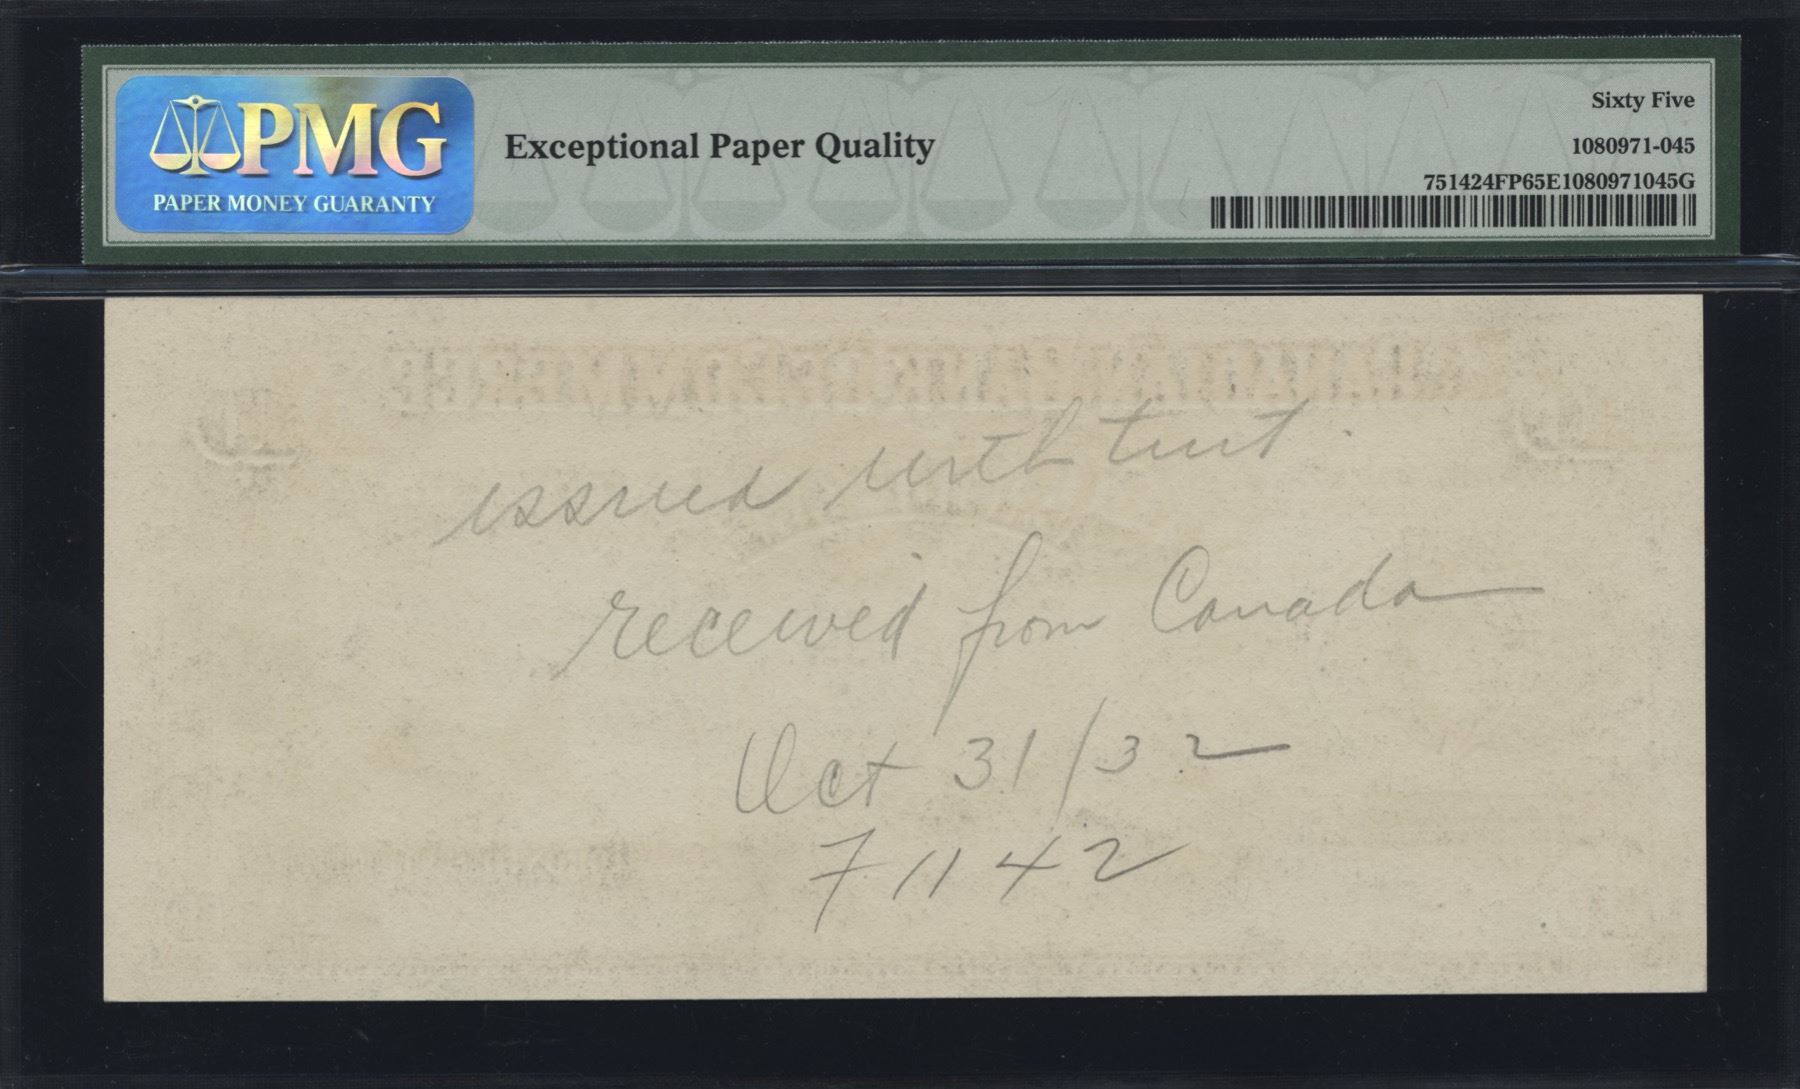 PMG
PAPER MONEY GUARANTY
Exceptional Paper Quality
Sixty Five
1080971-045
751424FP65E1080971045G
issued with tint.
received from Canada
Oct 31/32
71142